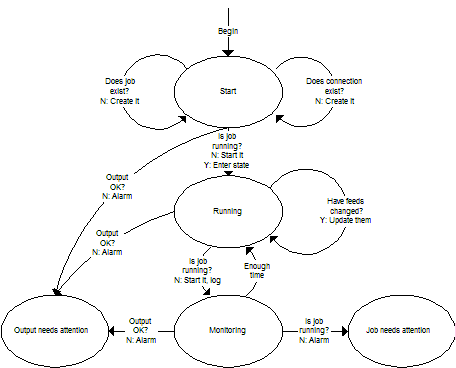 Begin
Does job
exist?
N: Create it
Start
Does connection
exist?
N: Create it
Is job
running?
N: Start it
Y: Enter state
Output
OK?
N: Alarm
Running
Have feeds
changed?
Y: Update them
Output
OK?
N: Alarm
Is job
running?
N: Start it, log
Enough
time
Output needs attention
Output
OK?
N: Alarm
Monitoring
Is job
running?
N: Alarm
Job needs attention